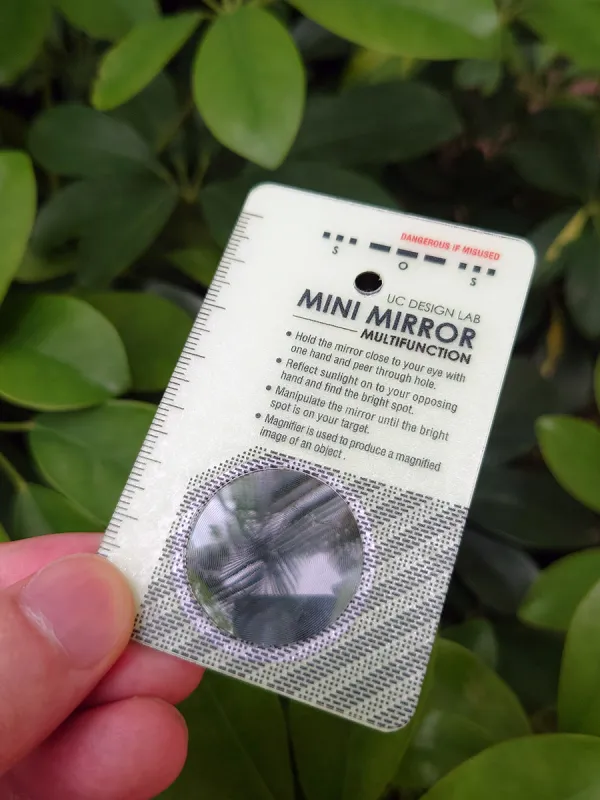 DANGEROUS IF MISUSED
S O S
UC DESIGN LAB
MINI MIRROR
MULTIFUNCTION
• Hold the mirror close to your eye with
one hand and peer through hole.
• Reflect sunlight on to your opposing
hand and find the bright spot.
• Manipulate the mirror until the bright
spot is on your target.
• Magnifier is used to produce a magnified
image of an object .